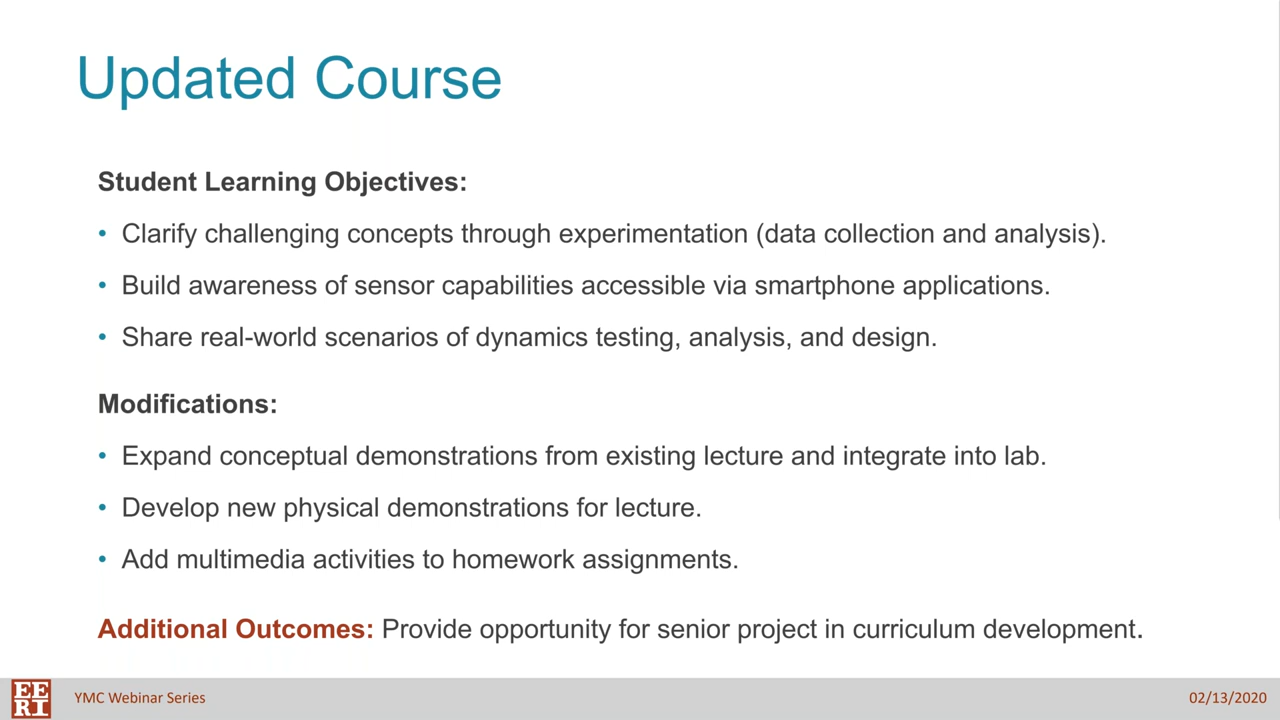 Updated Course
Student Learning Objectives:
• Clarify challenging concepts through experimentation (data collection and analysis).
• Build awareness of sensor capabilities accessible via smartphone applications.
• Share real-world scenarios of dynamics testing, analysis, and design.
Modifications:
• Expand conceptual demonstrations from existing lecture and integrate into lab.
• Develop new physical demonstrations for lecture.
• Add multimedia activities to homework assignments.
Additional Outcomes: Provide opportunity for senior project in curriculum development.
EE
RI
YMC Webinar Series
02/13/2020